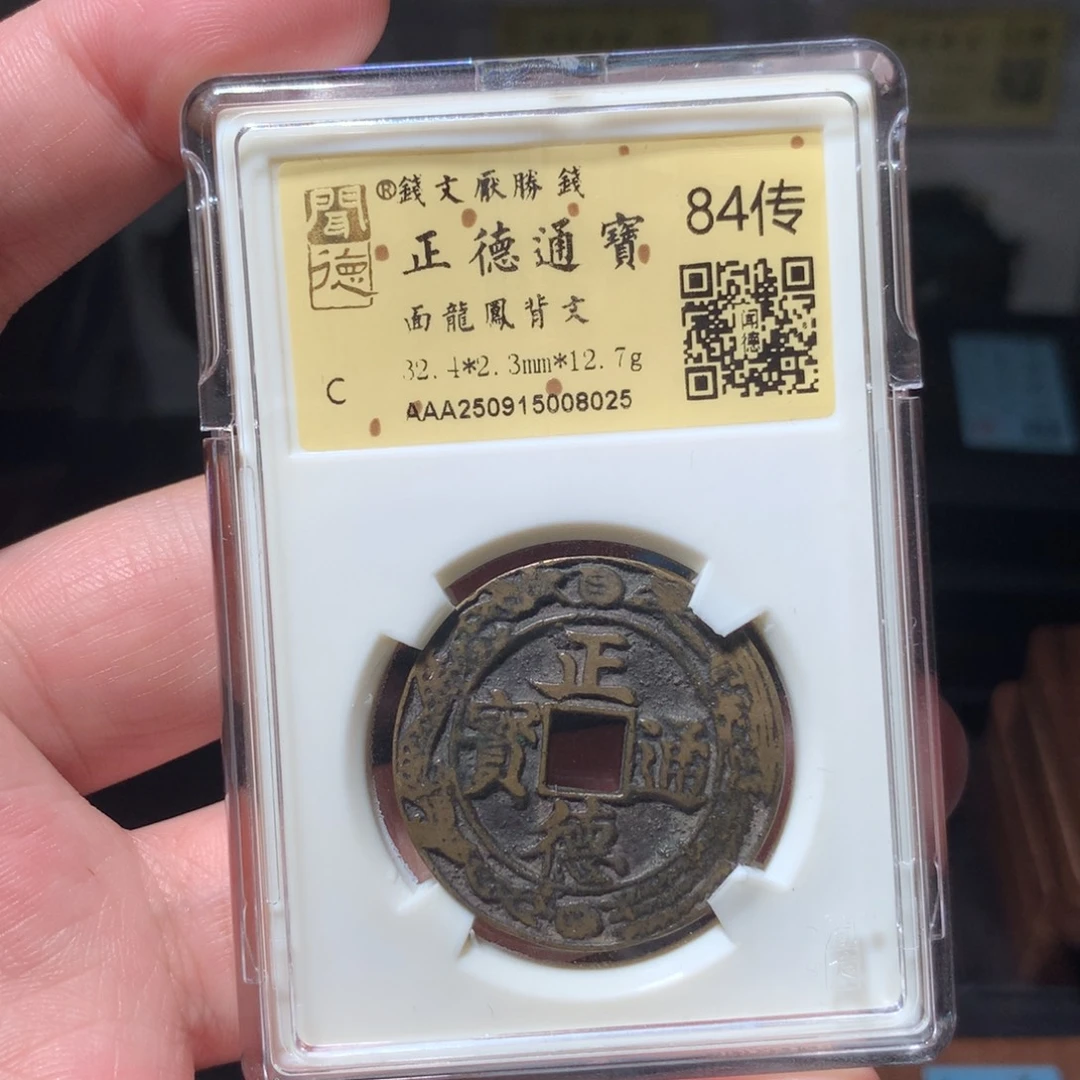 聞德
®錢文厭勝錢
正德通寶
84传
面龍鳳背文
闻德
32.4*2.3mm*12.7g
C
AAA250915008025
正
寶 通
德